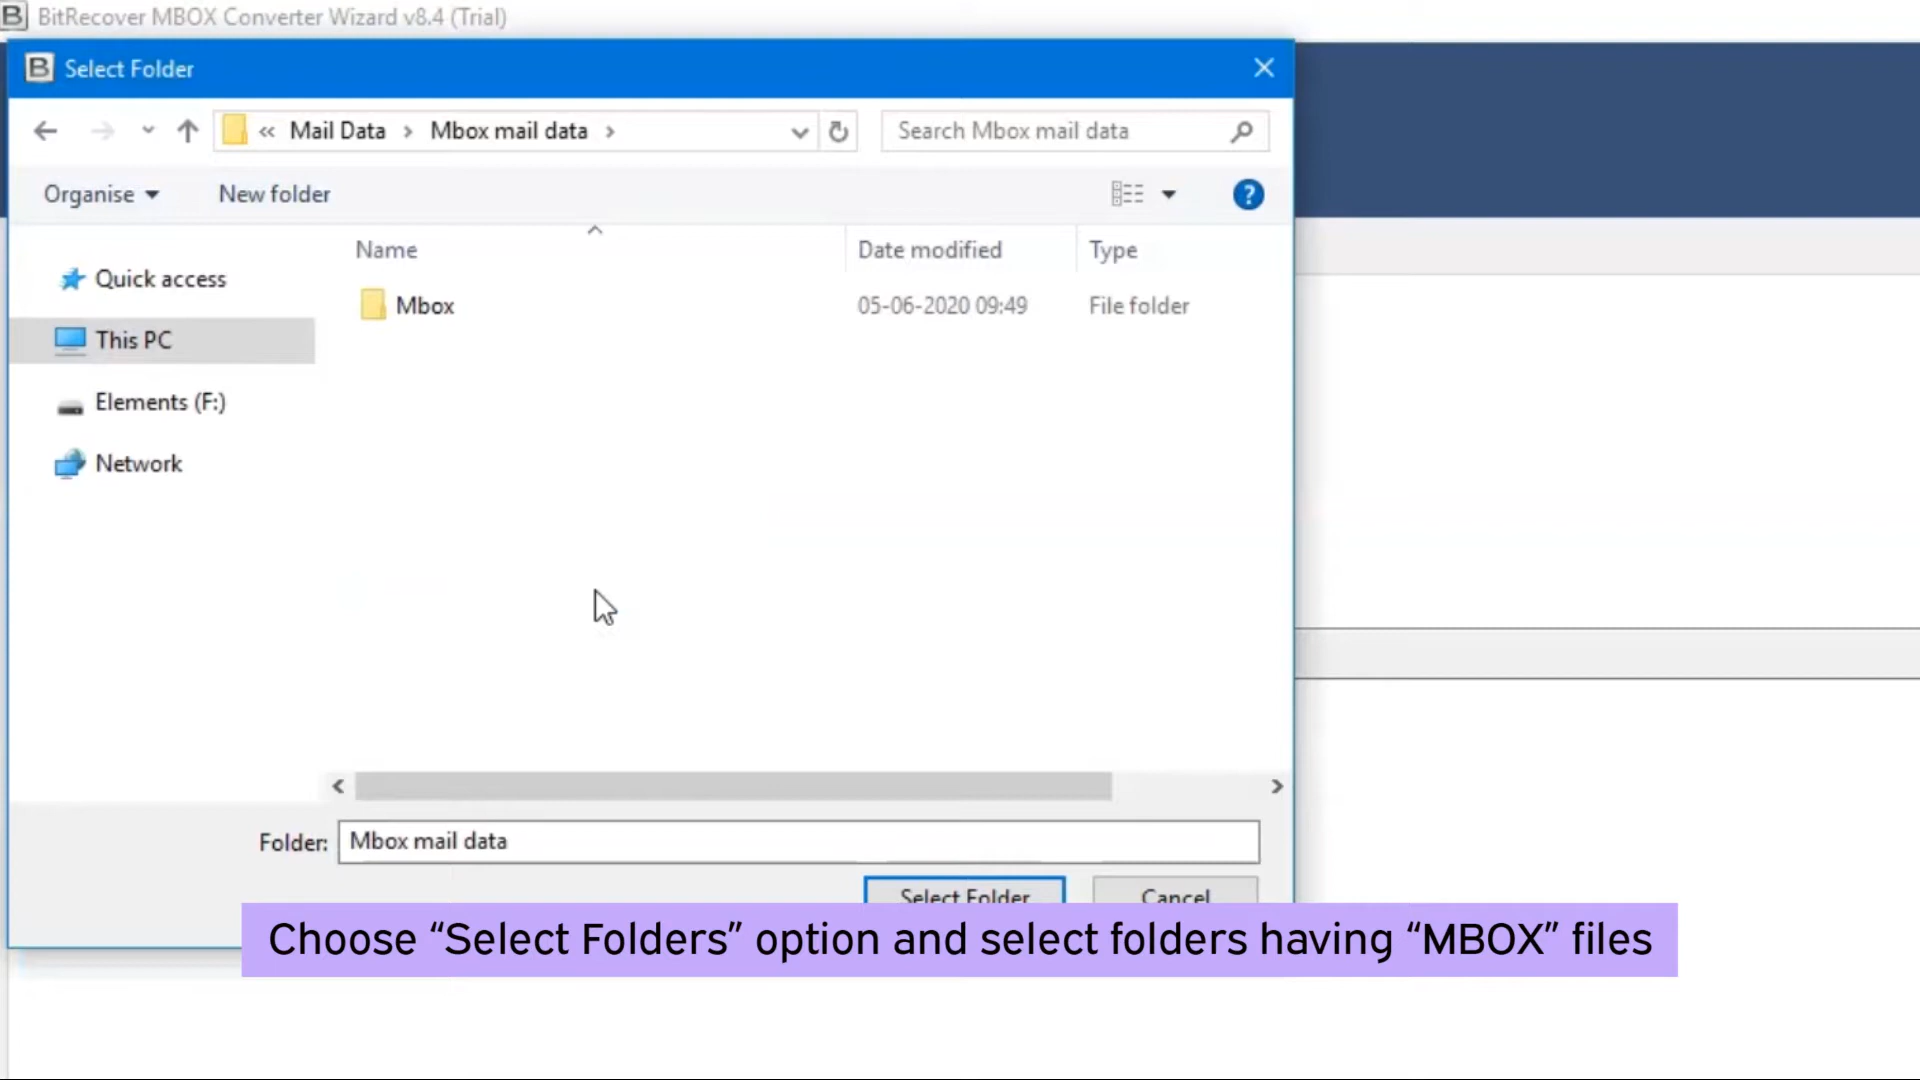 B BitRecover MBOX Converter Wizard v8.4 (Trial)
B Select Folder
« Mail Data › Mbox mail data ›
Search Mbox mail data
Organise
New folder
?
Name
Date modified
Type
Quick access
Mbox
05-06-2020 09:49
File folder
This PC
Elements (F:)
Network
Folder:
Mbox mail data
Select Folder
Cancel
Choose “Select Folders” option and select folders having “MBOX” files